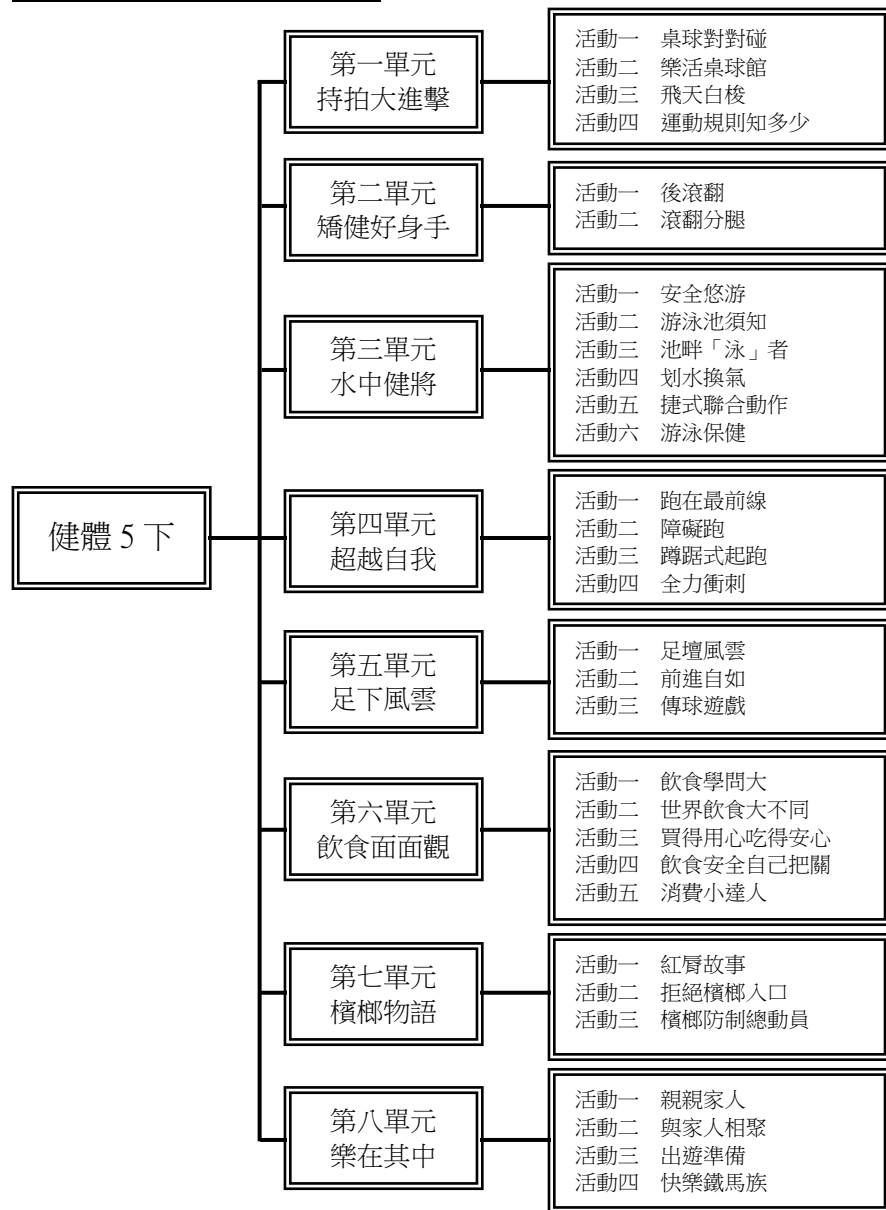 健體 5 下
第一單元
持拍大進擊
活動一 桌球對對碰
活動二 樂活桌球館
活動三 飛天白梭
活動四 運動規則知多少
第二單元
矯健好身手
活動一 後滾翻
活動二 滾翻分腿
第三單元
水中健將
活動一 安全悠游
活動二 游泳池須知
活動三 池畔「泳」者
活動四 划水換氣
活動五 捷式聯合動作
活動六 游泳保健
第四單元
超越自我
活動一 跑在最前線
活動二 障礙跑
活動三 蹲踞式起跑
活動四 全力衝刺
第五單元
足下風雲
活動一 足壇風雲
活動二 前進自如
活動三 傳球遊戲
第六單元
飲食面面觀
活動一 飲食學問大
活動二 世界飲食大不同
活動三 買得用心吃得安心
活動四 飲食安全自己把關
活動五 消費小達人
第七單元
檳榔物語
活動一 紅脣故事
活動二 拒絕檳榔入口
活動三 檳榔防制總動員
第八單元
樂在其中
活動一 親親家人
活動二 與家人相聚
活動三 出遊準備
活動四 快樂鐵馬族